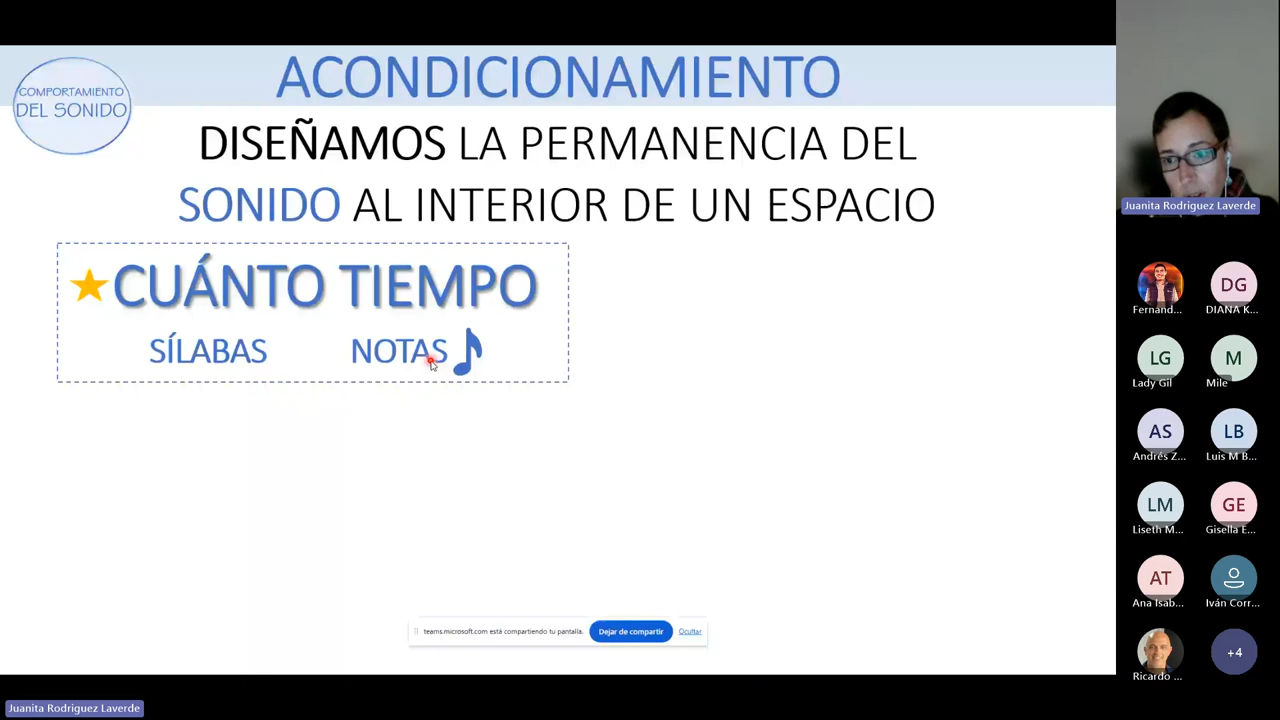 COMPORTAMIENTO
DEL SONIDO
ACONDICIONAMIENTO
DISEÑAMOS LA PERMANENCIA DEL
SONIDO AL INTERIOR DE UN ESPACIO
CUÁNTO TIEMPO
SÍLABAS NOTAS
teams.microsoft.com está compartiendo tu pantalla. Dejar de compartir Ocultar
Juanita Rodriguez Laverde
Fernand... DG DIANA K...
LG Lady Gil M Mile
AS Andrés Z... LB Luis M B...
LM Liseth M... GE Gisella E...
AT Ana Isab... Iván Corr...
Ricardo ... +4
Juanita Rodriguez Laverde